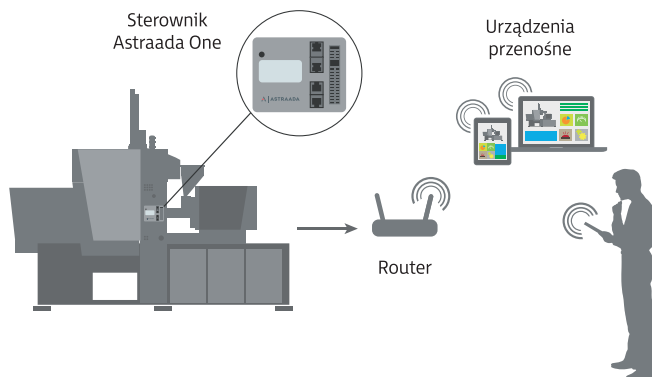 Sterownik
Astraada One
A|ASTRAADA
Router
Urządzenia
przenośne